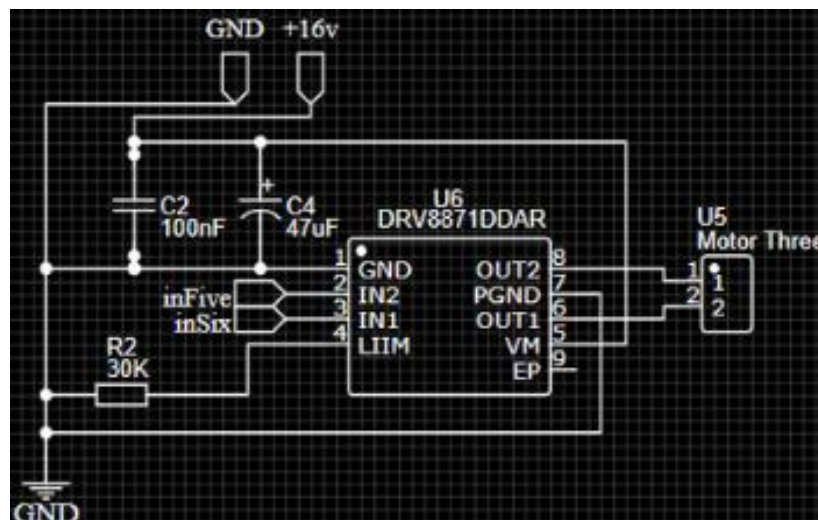 GND +16v
C2
100nF
C4
47uF
U6
DRV8871DDAR
1 GND
2 IN2
3 IN1
4 LIIM
OUT2 8
PGND 7
OUT1 6
VM 5
EP 9
inFive
inSix
R2
30K
U5
Motor Three
1 1
2 2
GND